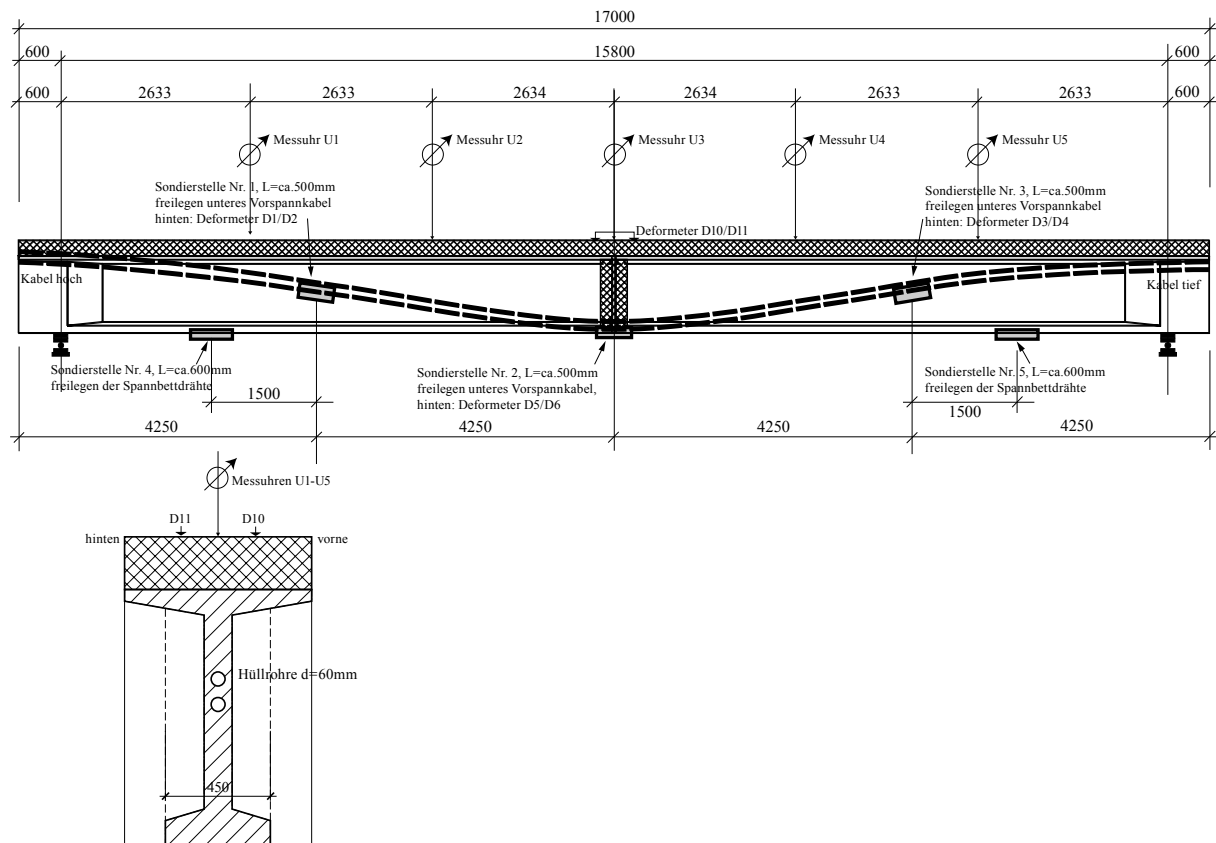 17000
600
15800
600
600
2633
2633
2634
2634
2633
2633
600
Messuhr U1
Messuhr U2
Messuhr U3
Messuhr U4
Messuhr U5
Sondierstelle Nr. 1, L=ca.500mm
freilegen unteres Vorspannkabel
hinten: Deformeter D1/D2
Sondierstelle Nr. 3, L=ca.500mm
freilegen unteres Vorspannkabel
hinten: Deformeter D3/D4
Deformeter D10/D11
Kabel hoch
Kabel tief
Sondierstelle Nr. 4, L=ca.600mm
freilegen der Spannbettdrähte
Sondierstelle Nr. 2, L=ca.500mm
freilegen unteres Vorspannkabel,
hinten: Deformeter D5/D6
Sondierstelle Nr. 5, L=ca.600mm
freilegen der Spannbettdrähte
1500
1500
4250
4250
4250
4250
Messuhren U1-U5
D11
D10
hinten
vorne
Hüllrohre d=60mm
450